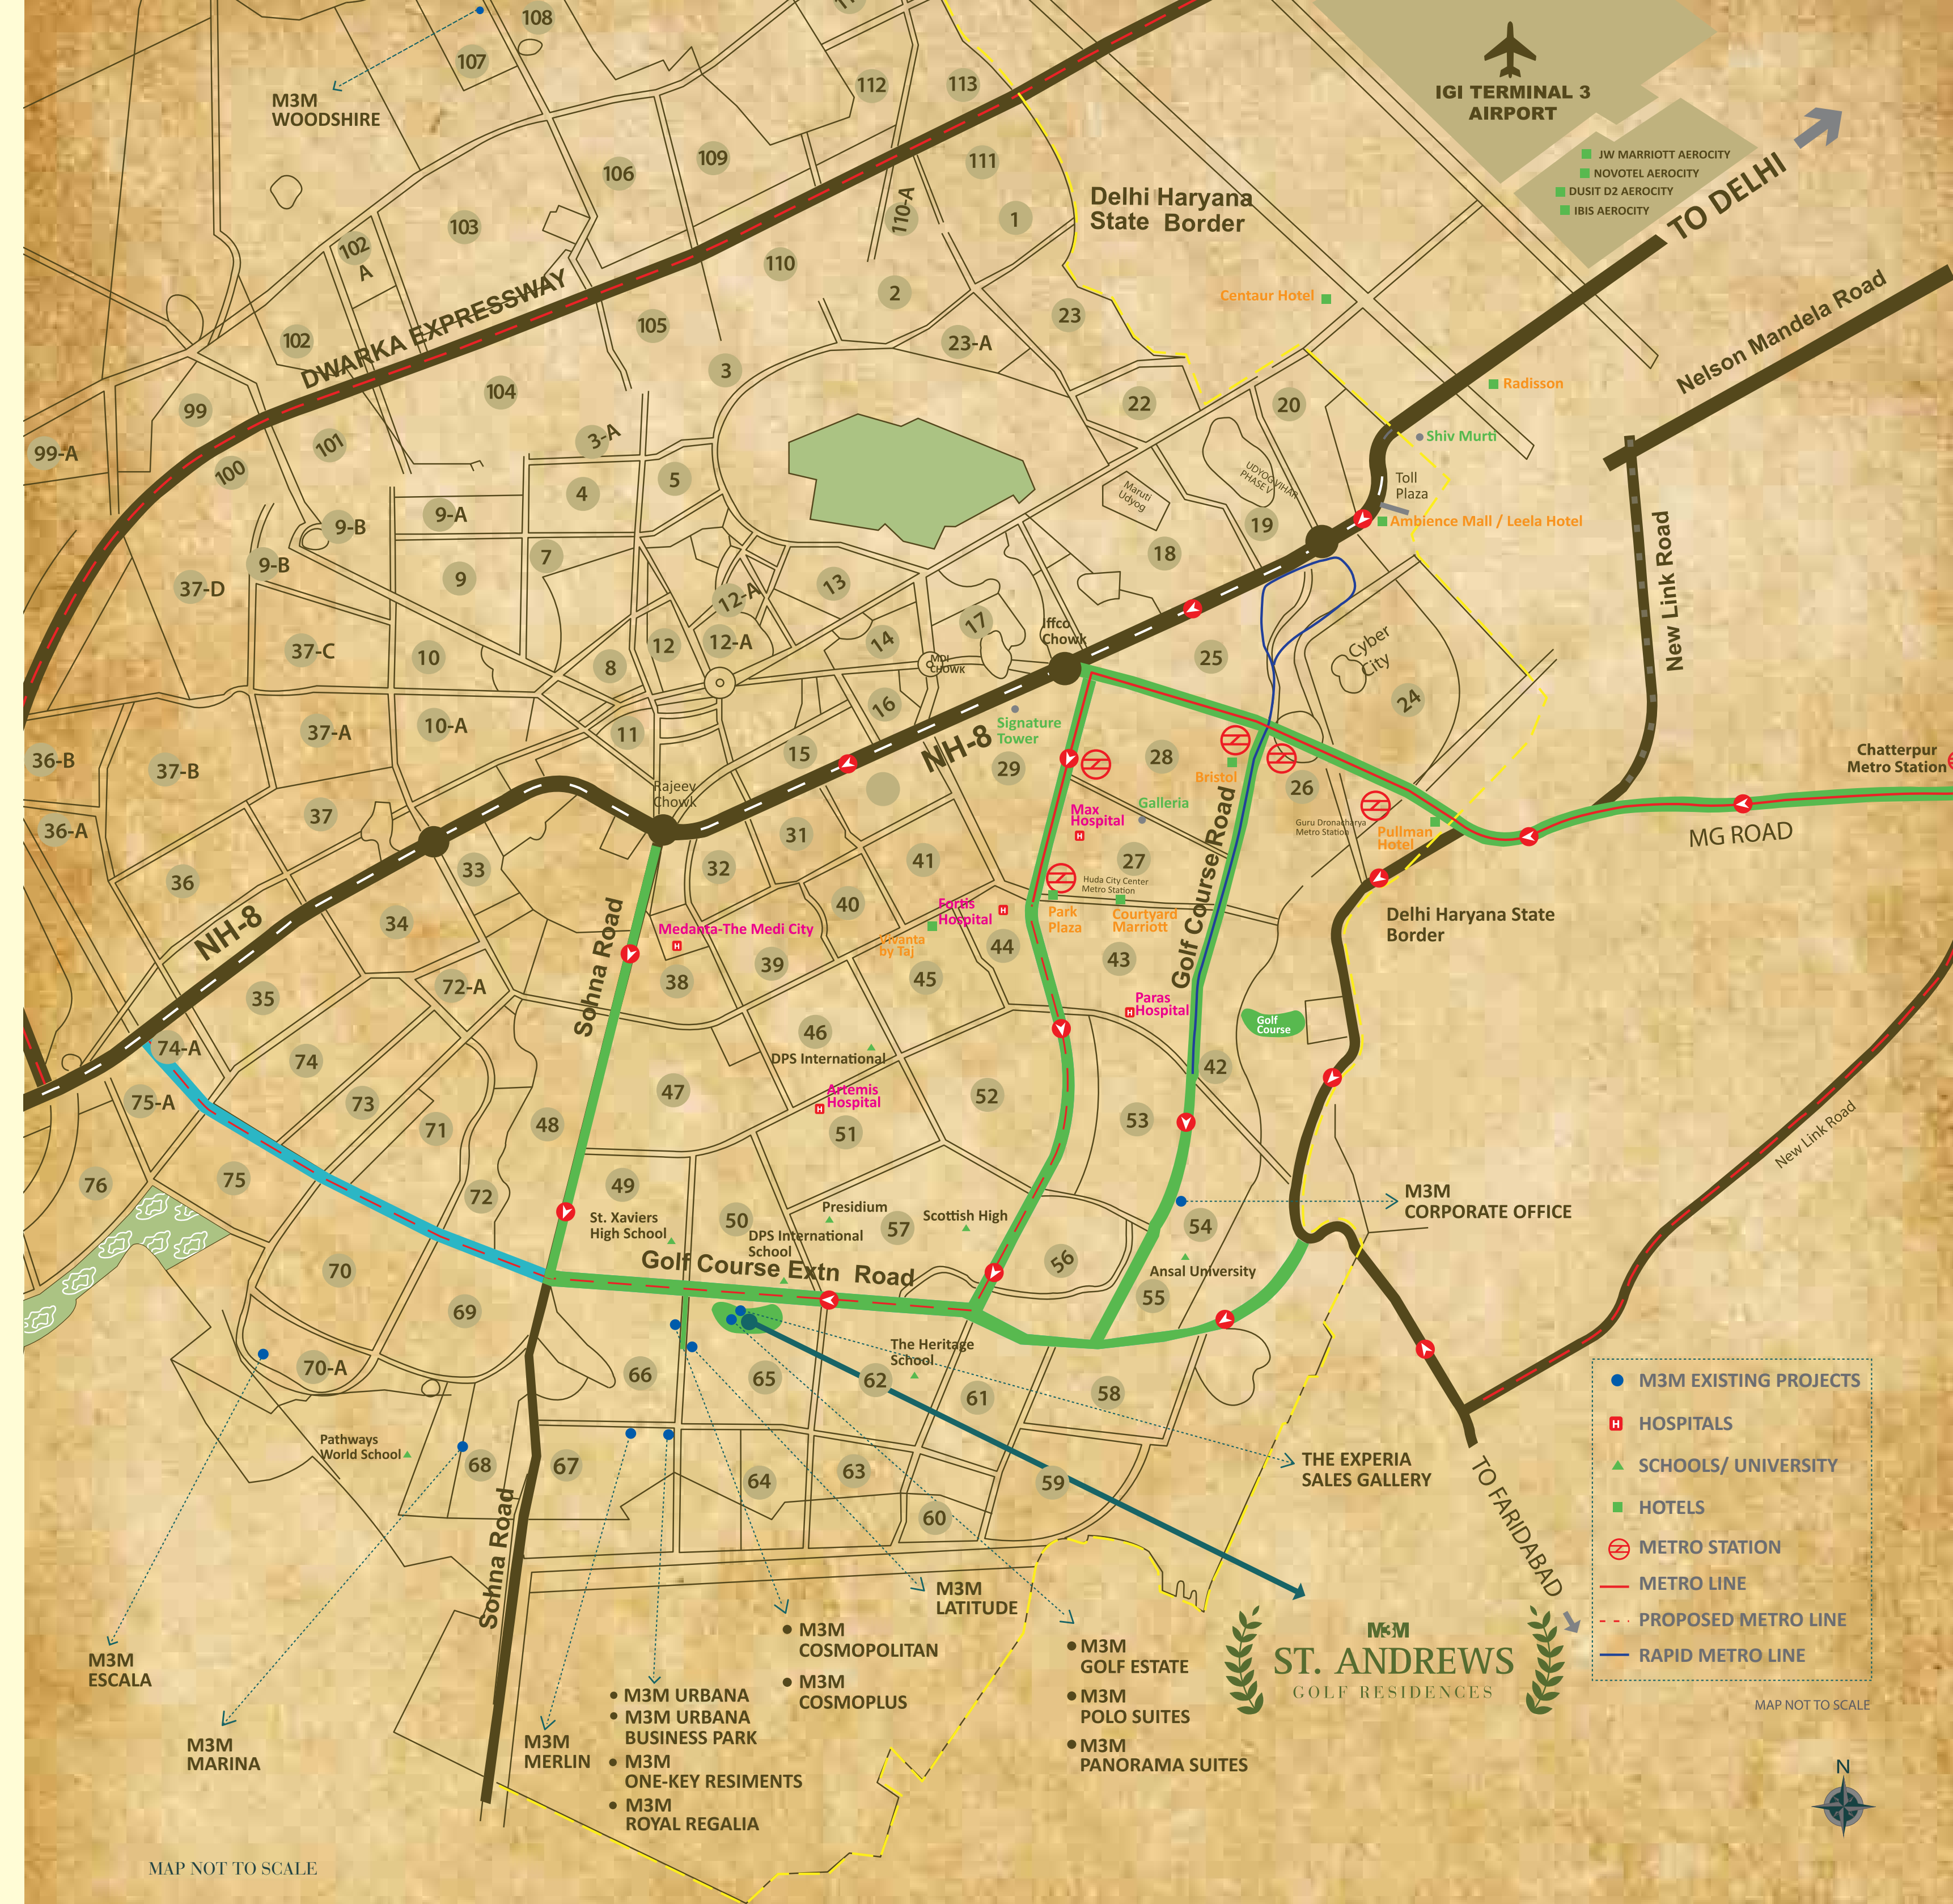 108
107
M3M
WOODSHIRE
112
113
IGI TERMINAL 3
AIRPORT
JW MARRIOTT AEROCITY
NOVOTEL AEROCITY
DUSIT D2 AEROCITY
IBIS AEROCITY
TO DELHI
106
109
111
110-A
1
Delhi Haryana
State Border
103
102
A
110
2
DWARKA EXPRESSWAY
102
105
3
23-A
23
Centaur Hotel
Nelson Mandela Road
104
99
22
20
Radisson
99-A
100
101
3-A
Shiv Murti
4
5
UDYOG VIHAR
PHASE V
Maruti
Udyog
Toll
Plaza
9-A
9-B
19
Ambience Mall / Leela Hotel
7
18
New Link Road
9-B
37-D
9
13
12-A
17
Iffco
Chowk
37-C
10
8
12
12-A
14
MDI
CHOWK
25
Cyber
City
24
16
Signature
Tower
NH-8
37-A
10-A
11
15
29
28
36-B
37-B
Bristol
26
Chatterpur
Metro Station
Rajeev
Chowk
37
Galleria
Max
Hospital
Guru Dronacharya
Metro Station
Pullman
Hotel
MG ROAD
36-A
31
27
Golf Course Road
36
33
32
41
Huda City Center
Metro Station
NH-8
34
40
Fortis
Hospital
Park
Plaza
Courtyard
Marriott
Delhi Haryana State
Border
Medanta-The Medi City
Vivanta
by Taj
44
43
Sohna Road
35
72-A
38
39
45
Paras
Hospital
Golf
Course
74-A
46
DPS International
42
74
47
Artemis
Hospital
52
75-A
73
71
48
51
53
New Link Road
76
75
72
49
St. Xaviers
High School
50
Presidium
57
Scottish High
M3M
CORPORATE OFFICE
54
DPS International
School
70
Golf Course Extn Road
56
Ansal University
55
69
The Heritage
School
70-A
66
65
62
61
58
M3M EXISTING PROJECTS
HOSPITALS
SCHOOLS/ UNIVERSITY
HOTELS
METRO STATION
METRO LINE
PROPOSED METRO LINE
RAPID METRO LINE
MAP NOT TO SCALE
Pathways
World School
68
67
64
63
59
60
THE EXPERIA
SALES GALLERY
TO FARIDABAD
Sohna Road
M3M
LATITUDE
M3M
COSMOPOLITAN
M3M
COSMOPLUS
M3M
GOLF ESTATE
M3M
POLO SUITES
M3M
PANORAMA SUITES
M3M
ST. ANDREWS
GOLF RESIDENCES
M3M
ESCALA
M3M
MARINA
M3M
MERLIN
M3M URBANA
M3M URBANA
BUSINESS PARK
M3M
ONE-KEY RESIMENTS
M3M
ROYAL REGALIA
N
MAP NOT TO SCALE